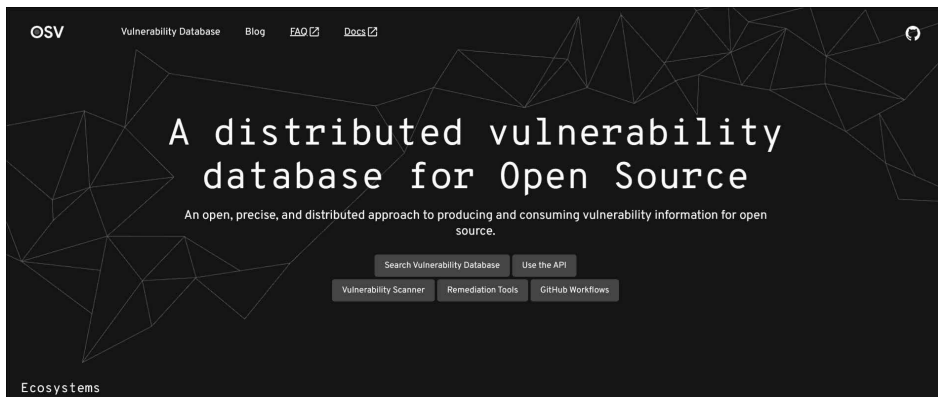 OSV
Vulnerability Database
Blog
FAQ
Docs
A distributed vulnerability
database for Open Source
An open, precise, and distributed approach to producing and consuming vulnerability information for open
source.
Search Vulnerability Database
Use the API
Vulnerability Scanner
Remediation Tools
GitHub Workflows
Ecosystems